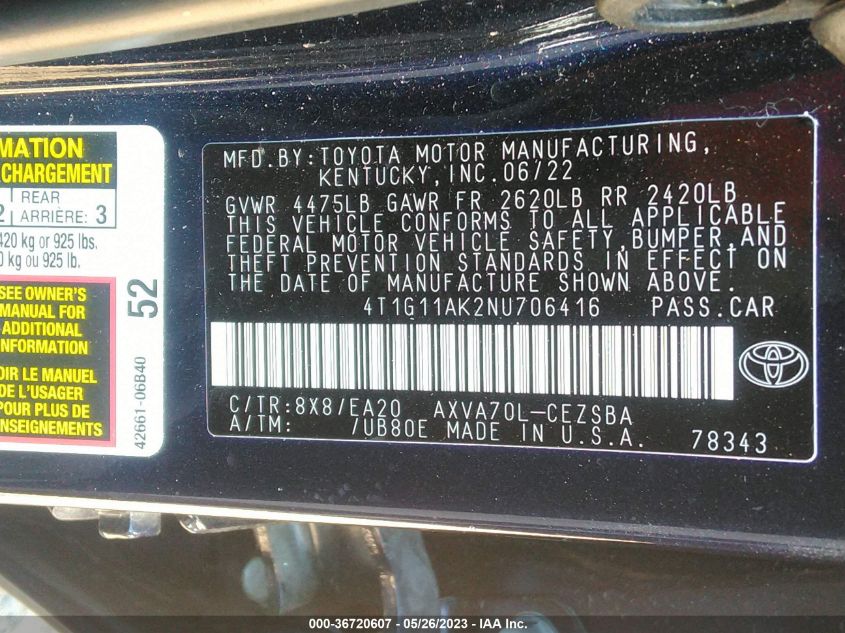 MATION
CHARGEMENT
REAR
2 ARRIÈRE: 3
420 kg or 925 lbs.
0 kg ou 925 lb.
SEE OWNER'S
MANUAL FOR
ADDITIONAL
INFORMATION
OIR LE MANUEL
DE L'USAGER
POUR PLUS DE
ENSEIGNEMENTS
52
42661-06B40
MFD.BY:TOYOTA MOTOR MANUFACTURING,
KENTUCKY,INC.06/22
GVWR 4475LB GAWR FR 2620LB RR 2420LB
THIS VEHICLE CONFORMS TO ALL APPLICABLE
FEDERAL MOTOR VEHICLE SAFETY,BUMPER,AND
THEFT PREVENTION STANDARDS IN EFFECT ON
THE DATE OF MANUFACTURE SHOWN ABOVE.
4T1G11AK2NU706416 PASS.CAR
C/TR:8X8/EA20 AXVA70L-CEZSBA
A/TM: /UB80E MADE IN U.S.A. 78343
000-36720607 - 05/26/2023 - IAA Inc.